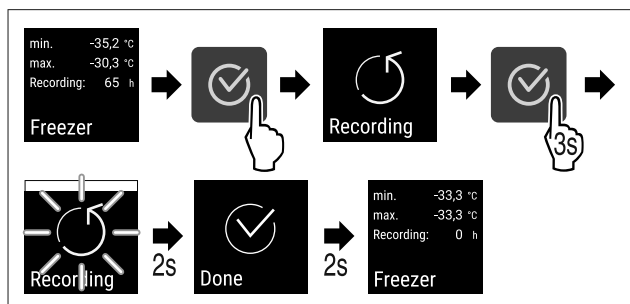 min. -35,2 °C
max. -30,3 °C
Recording: 65 h
Freezer
Recording
3s
Recording
2s
Done
2s
min. -33,3 °C
max. -33,3 °C
Recording: 0 h
Freezer